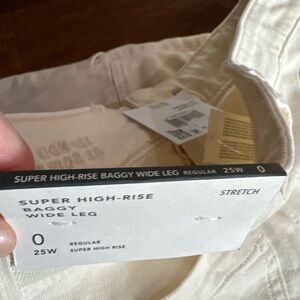 SUPER HIGH-RISE BAGGY WIDE LEG REGULAR 25W 0
SUPER HIGH-RISE
BAGGY
WIDE LEG
STRETCH
0
25W
REGULAR
SUPER HIGH RISE